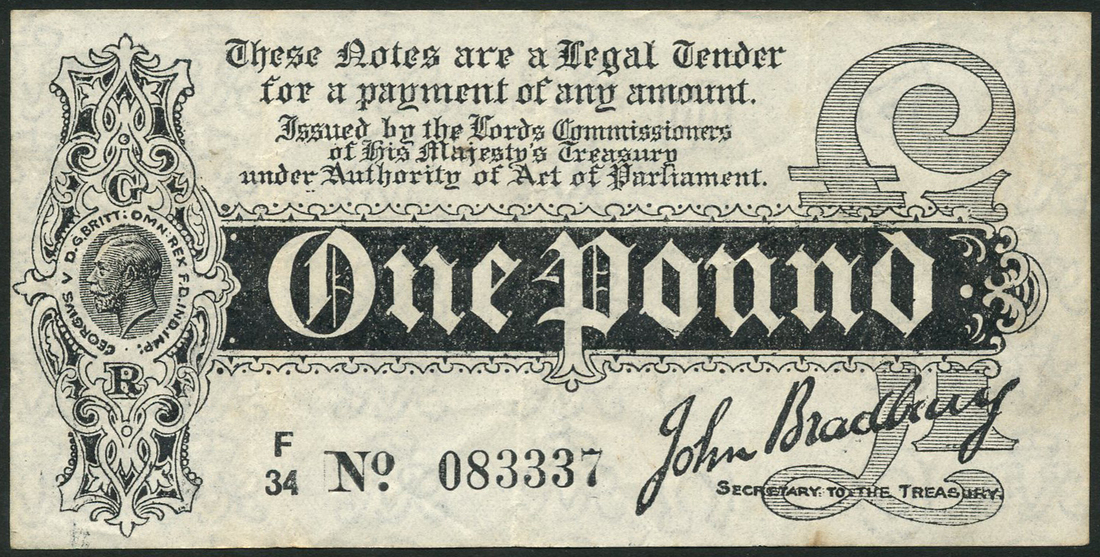 These Notes are a Legal Tender
for a payment of any amount.
Issued by the Lords Commissioners
of His Majesty's Treasury
under Authority of Act of Parliament.
£1
G
GEORGIVS V D.G.BRITT: OMN: REX F.D. IND: IMP:
R
One Pound
F
34 No. 083337
John Bradbury
SECRETARY TO THE TREASURY.